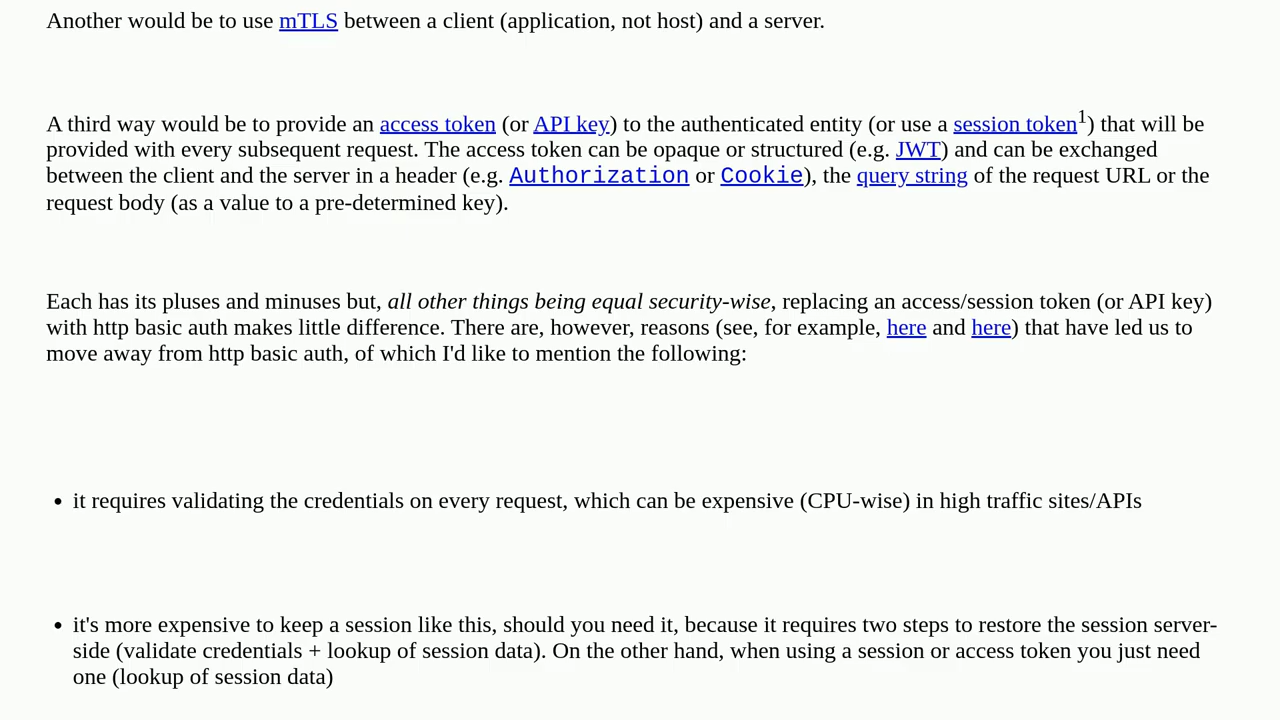 Another would be to use mTLS between a client (application, not host) and a server.
A third way would be to provide an access token (or API key) to the authenticated entity (or use a session token1) that will be
provided with every subsequent request. The access token can be opaque or structured (e.g. JWT) and can be exchanged
between the client and the server in a header (e.g. Authorization or Cookie), the query string of the request URL or the
request body (as a value to a pre-determined key).
Each has its pluses and minuses but, all other things being equal security-wise, replacing an access/session token (or API key)
with http basic auth makes little difference. There are, however, reasons (see, for example, here and here) that have led us to
move away from http basic auth, of which I'd like to mention the following:
• it requires validating the credentials on every request, which can be expensive (CPU-wise) in high traffic sites/APIs
• it's more expensive to keep a session like this, should you need it, because it requires two steps to restore the session server-
side (validate credentials + lookup of session data). On the other hand, when using a session or access token you just need
one (lookup of session data)